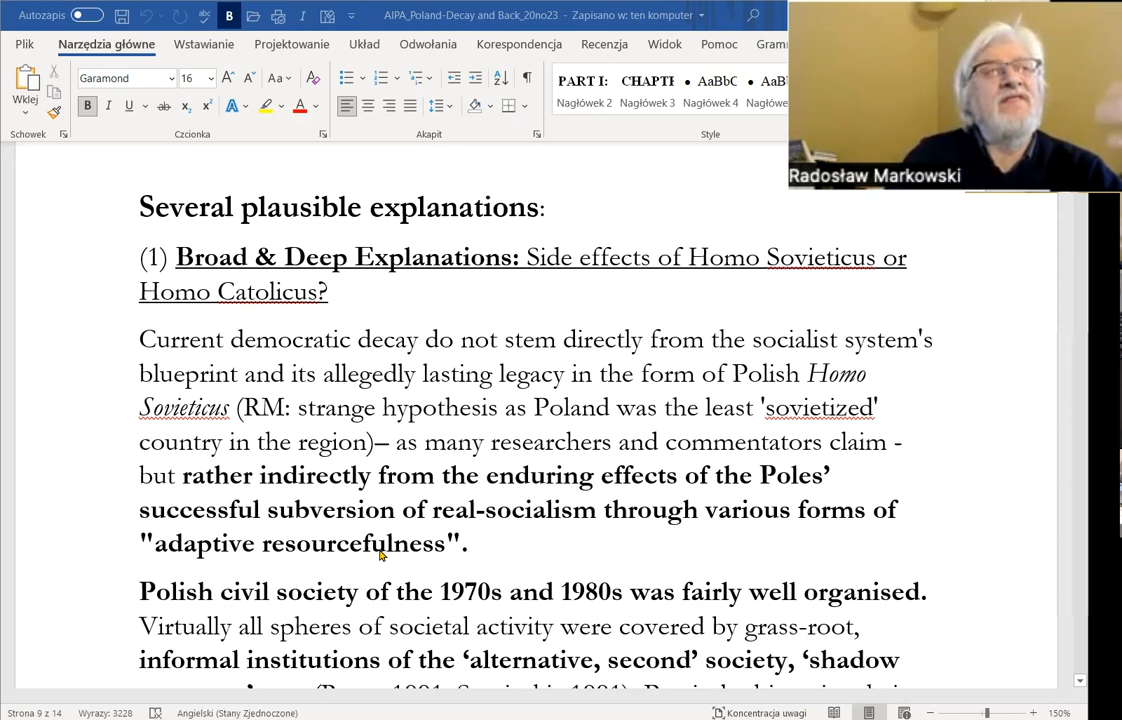 Autozapis
B
I
AIPA_Poland-Decay and Back_20no23 - Zapisano w: ten komputer
Plik
Narzędzia główne
Wstawianie
Projektowanie
Układ
Odwołania
Korespondencja
Recenzja
Widok
Pomoc
Gramm
Wklej
Garamond
16
Aa
B I U ab x₂ x² A A
PART I:
CHAPTE
AaBbC
AaBb
Nagłówek 2
Nagłówek 3
Nagłówek 4
Nagłówek
Schowek
Czcionka
Akapit
Style
Radosław Markowski
Several plausible explanations:
(1) Broad & Deep Explanations: Side effects of Homo Sovieticus or
Homo Catolicus?
Current democratic decay do not stem directly from the socialist system's
blueprint and its allegedly lasting legacy in the form of Polish Homo
Sovieticus (RM: strange hypothesis as Poland was the least 'sovietized'
country in the region)– as many researchers and commentators claim -
but rather indirectly from the enduring effects of the Poles’
successful subversion of real-socialism through various forms of
"adaptive resourcefulness".
Polish civil society of the 1970s and 1980s was fairly well organised.
Virtually all spheres of societal activity were covered by grass-root,
informal institutions of the ‘alternative, second’ society, ‘shadow
Strona 9 z 14
Wyrazy: 3228
Angielski (Stany Zjednoczone)
Koncentracja uwagi
150%